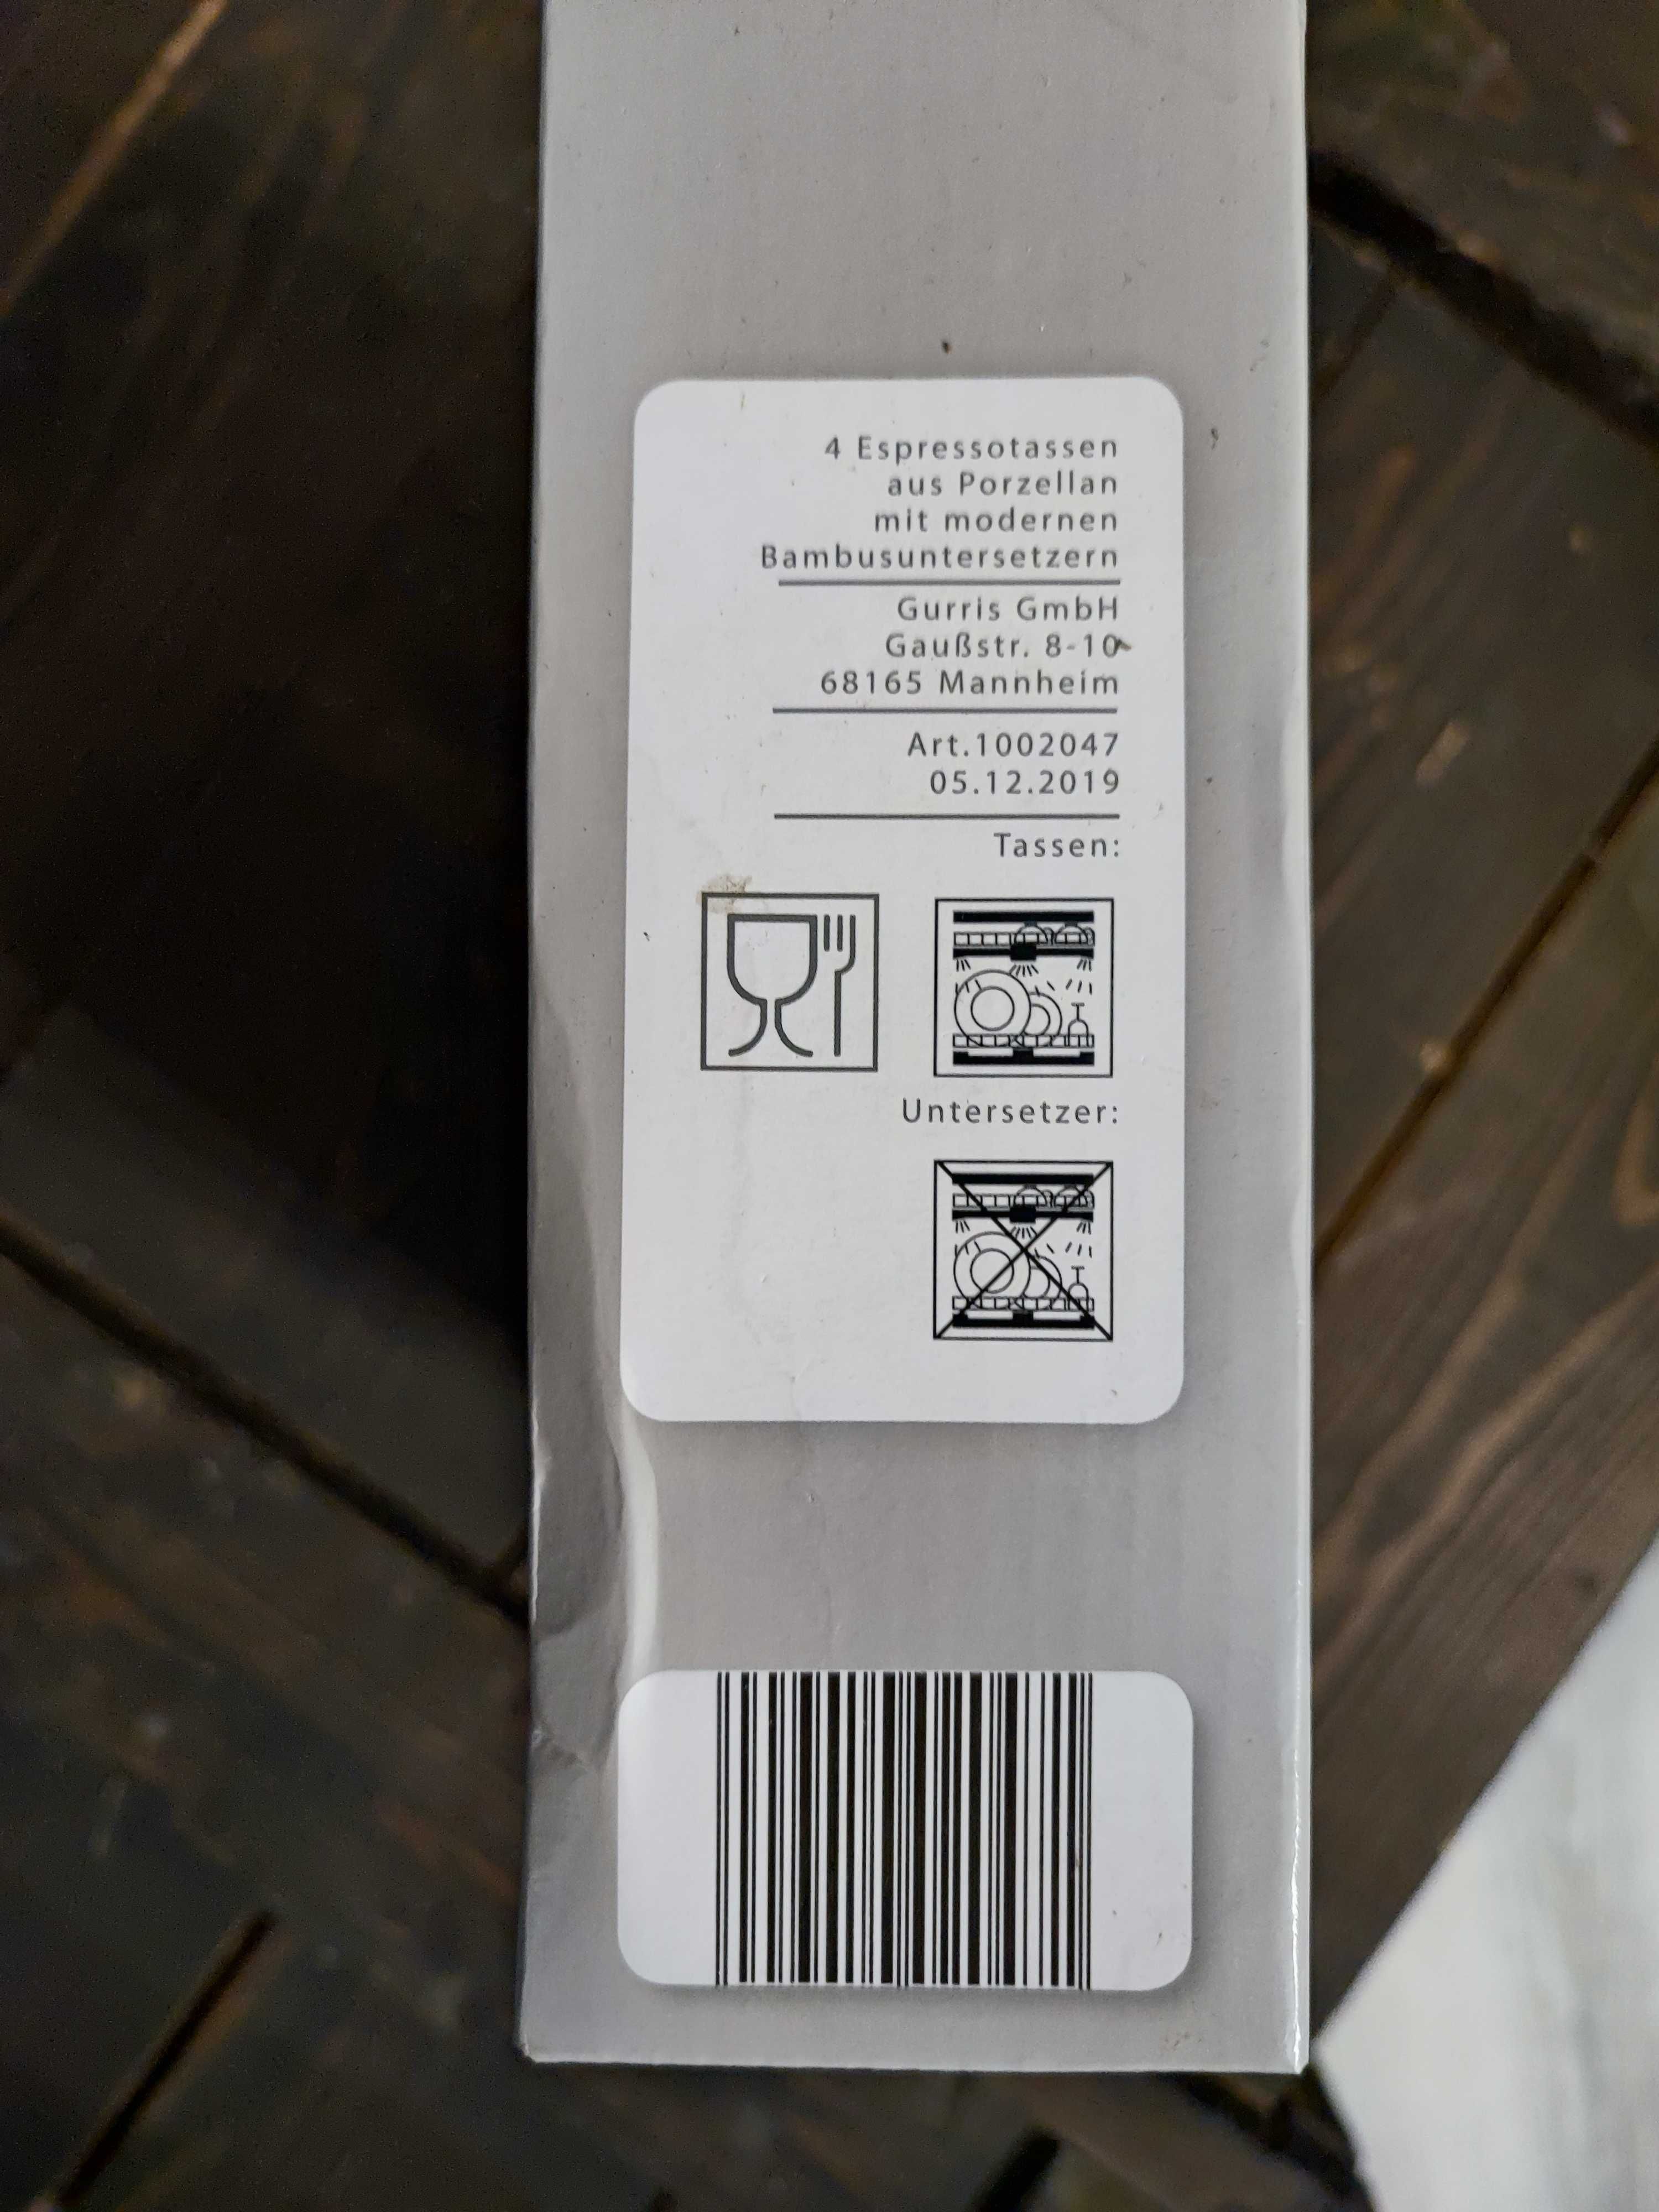 4 Espressotassen
aus Porzellan
mit modernen
Bambusuntersetzern
Gurris GmbH
Gaußstr. 8-10
68165 Mannheim
Art.1002047
05.12.2019
Tassen:
Untersetzer: